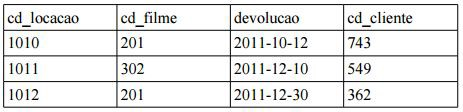 cd_locacao cd_filme devolucao cd_cliente
1010 201 2011-10-12 743
1011 302 2011-12-10 549
1012 201 2011-12-30 362